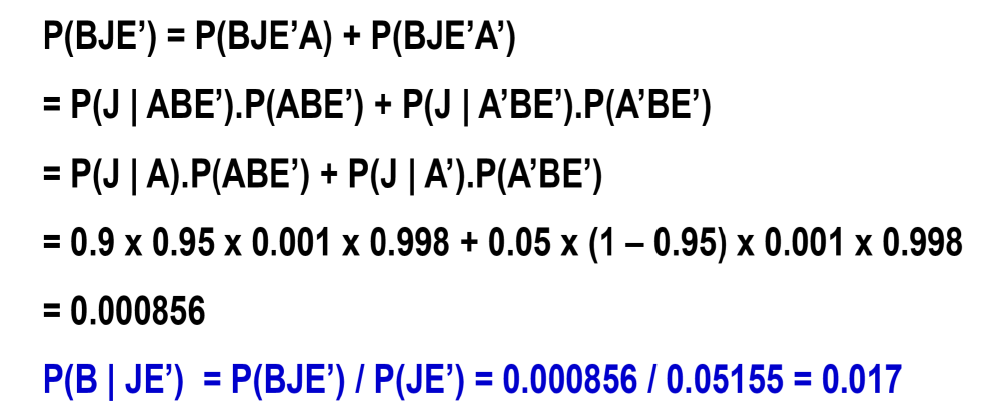 P(BJE’) = P(BJE’A) + P(BJE’A’)
= P(J | ABE’).P(ABE’) + P(J | A’BE’).P(A’BE’)
= P(J | A).P(ABE’) + P(J | A’).P(A’BE’)
= 0.9 x 0.95 x 0.001 x 0.998 + 0.05 x (1 – 0.95) x 0.001 x 0.998
= 0.000856
P(B | JE’) = P(BJE’) / P(JE’) = 0.000856 / 0.05155 = 0.017